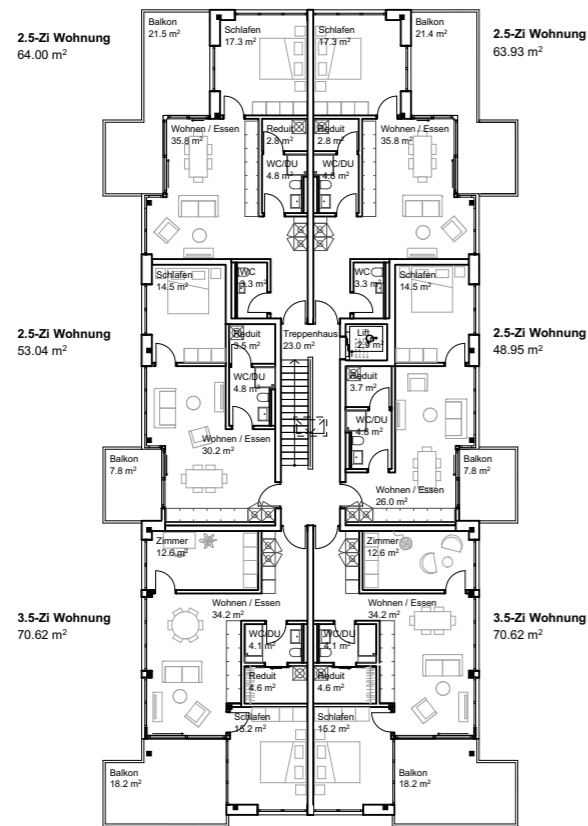 2.5-Zi Wohnung
64.00 m²
Balkon
21.5 m²
Schlafen
17.3 m²
Schlafen
17.3 m²
Balkon
21.4 m²
2.5-Zi Wohnung
63.93 m²
Wohnen / Essen
35.8 m²
Reduit
2.8 m²
Reduit
2.8 m²
Wohnen / Essen
35.8 m²
WC/DU
4.8 m²
WC/DU
4.8 m²
Schlafen
14.5 m²
WC
3.3 m²
WC
3.3 m²
Schlafen
14.5 m²
2.5-Zi Wohnung
53.04 m²
Reduit
3.5 m²
Treppenhaus
23.0 m²
Lift
2.9 m²
2.5-Zi Wohnung
48.95 m²
WC/DU
4.8 m²
Reduit
3.7 m²
WC/DU
4.8 m²
Wohnen / Essen
30.2 m²
Balkon
7.8 m²
Wohnen / Essen
26.0 m²
Balkon
7.8 m²
Zimmer
12.6 m²
Zimmer
12.6 m²
3.5-Zi Wohnung
70.62 m²
Wohnen / Essen
34.2 m²
Wohnen / Essen
34.2 m²
3.5-Zi Wohnung
70.62 m²
WC/DU
4.1 m²
WC/DU
4.1 m²
Reduit
4.6 m²
Reduit
4.6 m²
Schlafen
15.2 m²
Schlafen
15.2 m²
Balkon
18.2 m²
Balkon
18.2 m²